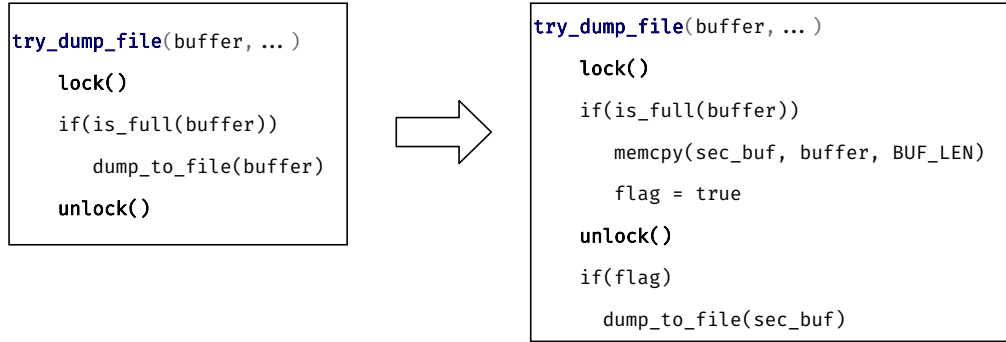 try_dump_file(buffer, ...)
lock()
if(is_full(buffer))
dump_to_file(buffer)
unlock()
try_dump_file(buffer, ...)
lock()
if(is_full(buffer))
memcpy(sec_buf, buffer, BUF_LEN)
flag = true
unlock()
if(flag)
dump_to_file(sec_buf)